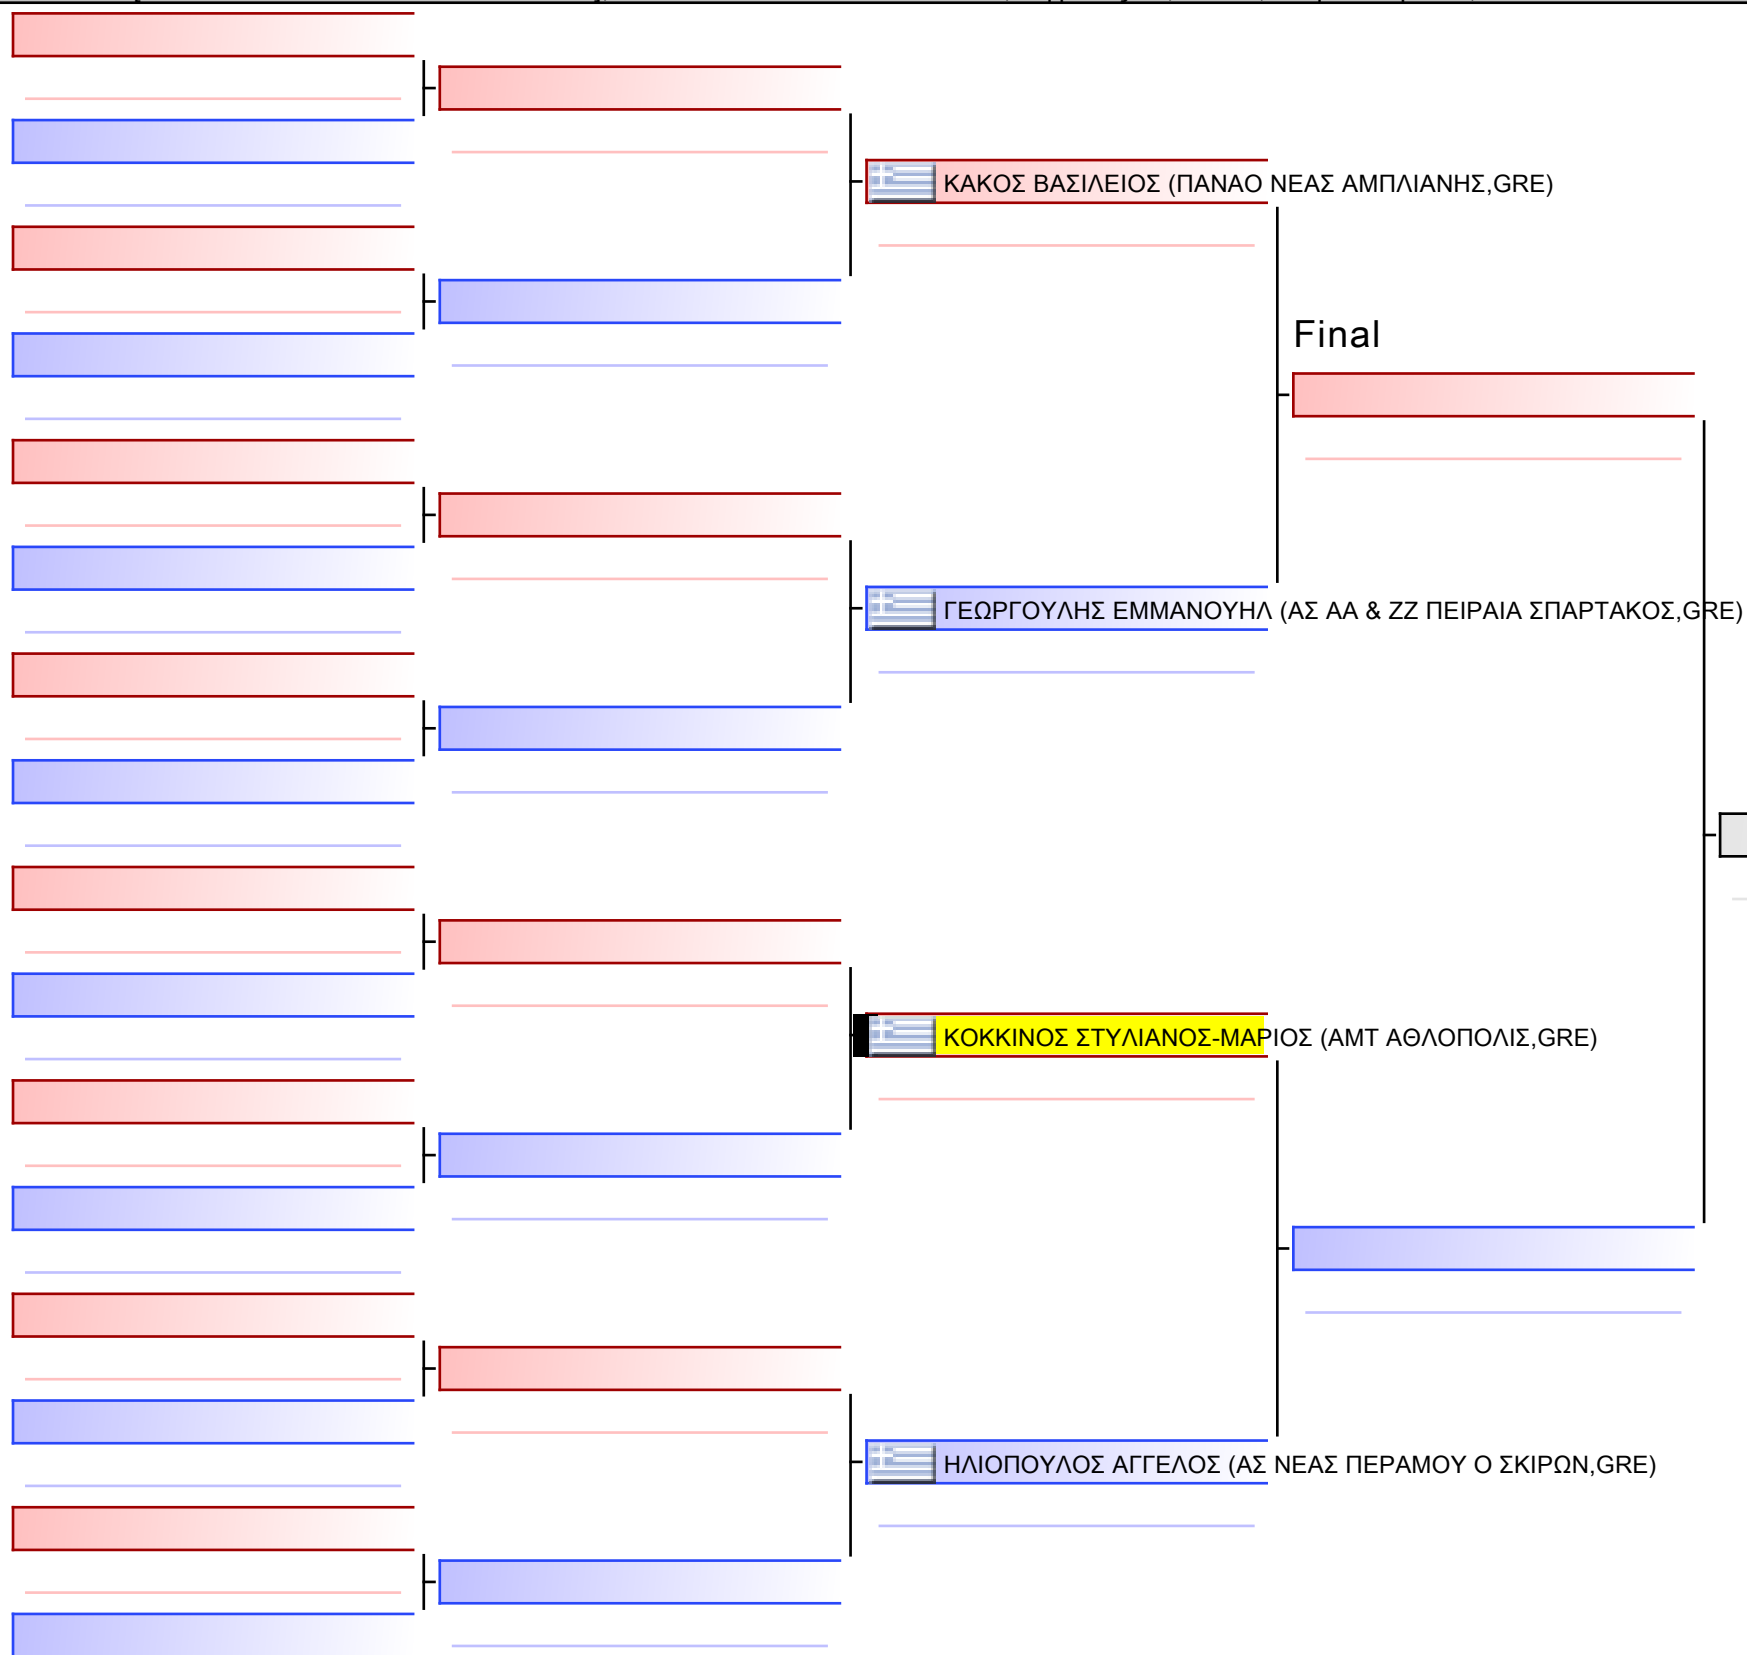 ΚΑΚΟΣ ΒΑΣΙΛΕΙΟΣ (ΠΑΝΑΟ ΝΕΑΣ ΑΜΠΛΙΑΝΗΣ,GRE)
Final
ΓΕΩΡΓΟΥΛΗΣ ΕΜΜΑΝΟΥΗΛ (ΑΣ ΑΑ & ΖΖ ΠΕΙΡΑΙΑ ΣΠΑΡΤΑΚΟΣ,GRE)
ΚΟΚΚΙΝΟΣ ΣΤΥΛΙΑΝΟΣ-ΜΑΡΙΟΣ (ΑΜΤ ΑΘΛΟΠΟΛΙΣ,GRE)
ΗΛΙΟΠΟΥΛΟΣ ΑΓΓΕΛΟΣ (ΑΣ ΝΕΑΣ ΠΕΡΑΜΟΥ Ο ΣΚΙΡΩΝ,GRE)